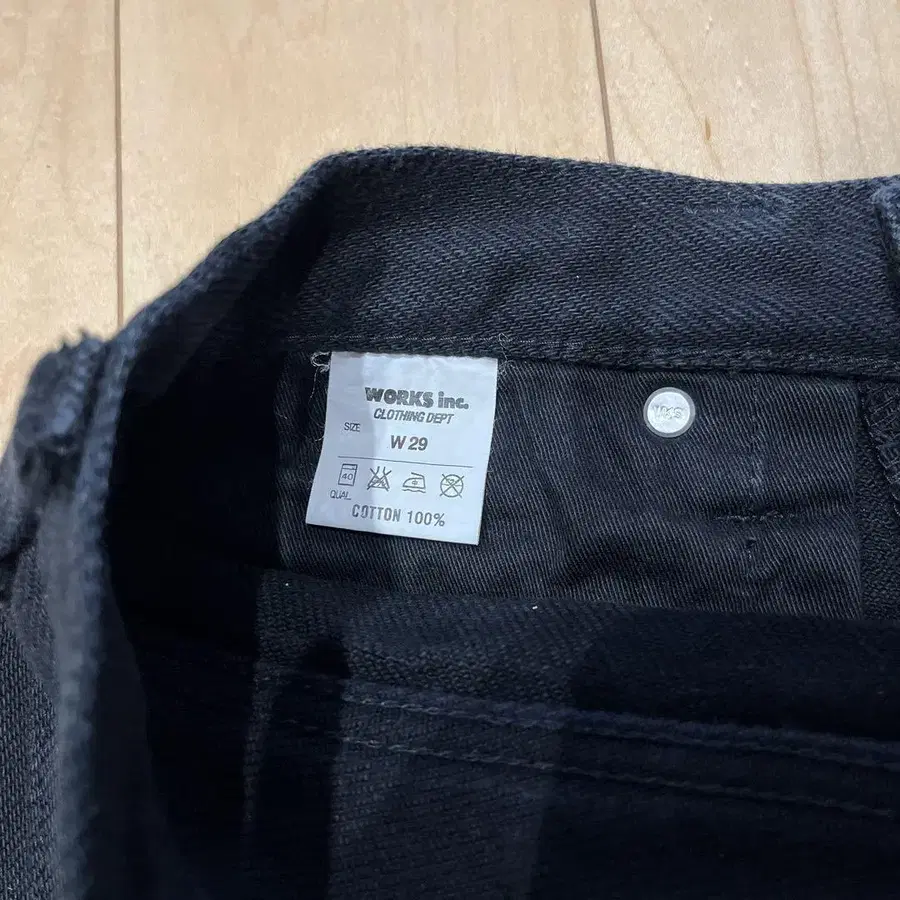 WORKS inc.
CLOTHING DEPT
SIZE
W 29
40
QUAL
COTTON 100%